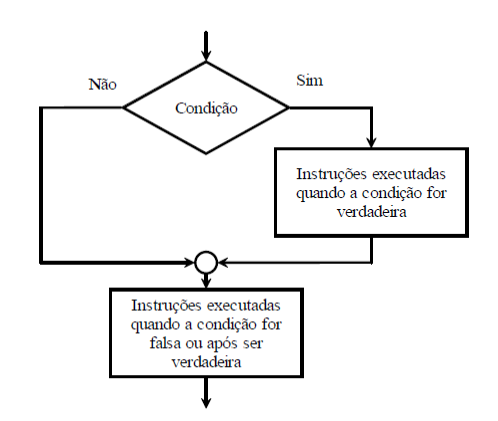 Não
Sim
Condição
Instruções executadas
quando a condição for
verdadeira
Instruções executadas
quando a condição for
falsa ou após ser
verdadeira